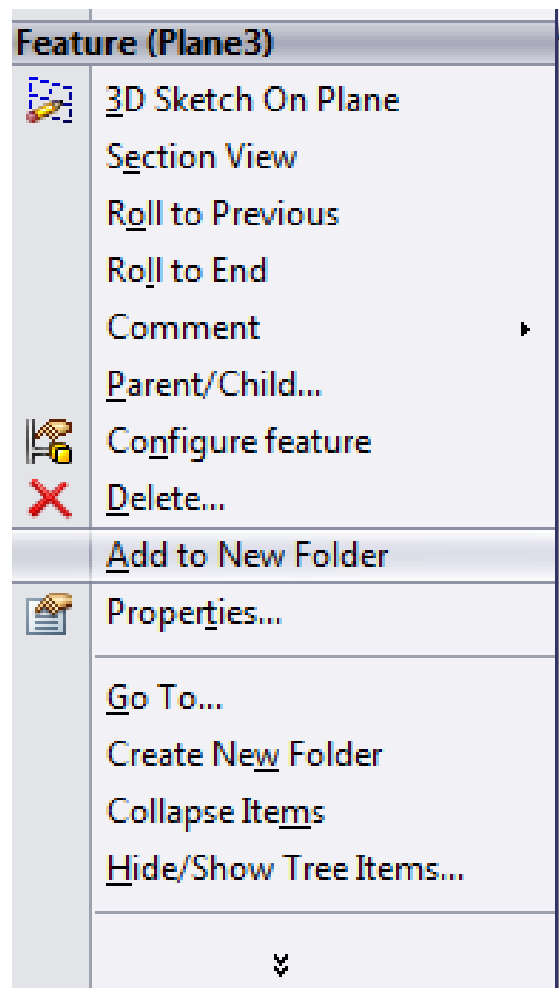 Feature (Plane3)
3D Sketch On Plane
Section View
Roll to Previous
Roll to End
Comment
Parent/Child...
Configure feature
Delete...
Add to New Folder
Properties...
Go To...
Create New Folder
Collapse Items
Hide/Show Tree Items...